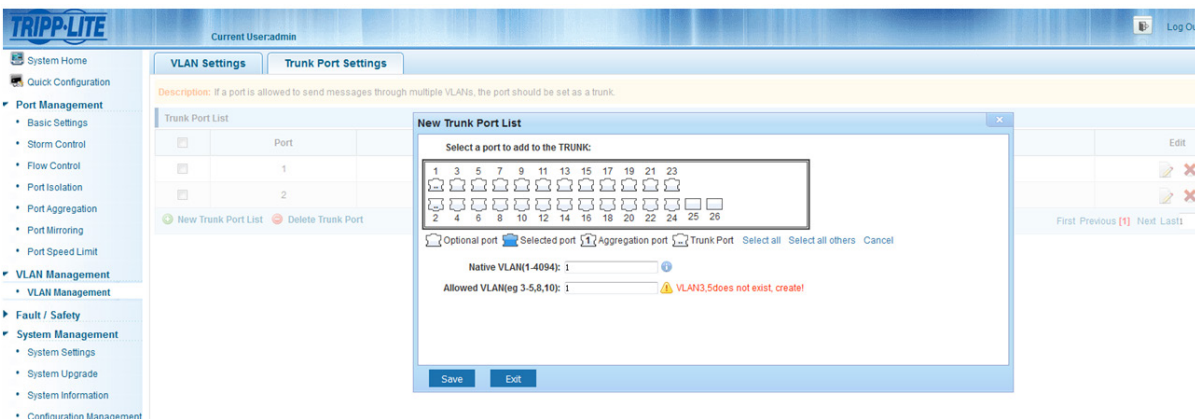 TRIPP·LITE
Current User:admin
Log Ou
System Home
Quick Configuration
Port Management
Basic Settings
Storm Control
Flow Control
Port Isolation
Port Aggregation
Port Mirroring
Port Speed Limit
VLAN Management
VLAN Management
Fault / Safety
System Management
System Settings
System Upgrade
System Information
Configuration Management
VLAN Settings
Trunk Port Settings
Description: If a port is allowed to send messages through multiple VLANs, the port should be set as a trunk.
Trunk Port List
Port
Edit
1
2
New Trunk Port List Delete Trunk Port
First Previous [1] Next Last 1
New Trunk Port List
Select a port to add to the TRUNK:
1 3 5 7 9 11 13 15 17 19 21 23
2 4 6 8 10 12 14 16 18 20 22 24 25 26
Optional port Selected port 1 Aggregation port Trunk Port Select all Select all others Cancel
Native VLAN(1-4094): 1
Allowed VLAN(eg 3-5,8,10): 1
VLAN3,5does not exist, create!
Save Exit